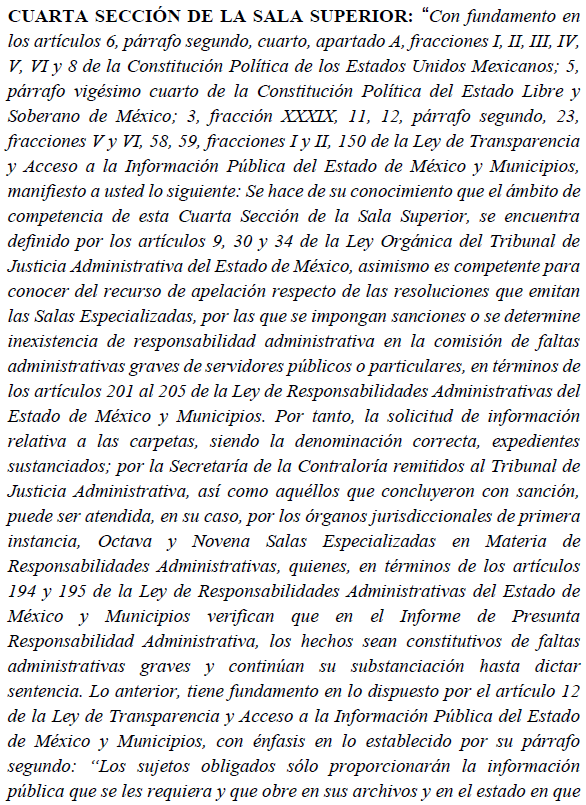 CUARTA SECCIÓN DE LA SALA SUPERIOR: “Con fundamento en
los artículos 6, párrafo segundo, cuarto, apartado A, fracciones I, II, III, IV,
V, VI y 8 de la Constitución Política de los Estados Unidos Mexicanos; 5,
párrafo vigésimo cuarto de la Constitución Política del Estado Libre y
Soberano de México; 3, fracción XXXIX, 11, 12, párrafo segundo, 23,
fracciones V y VI, 58, 59, fracciones I y II, 150 de la Ley de Transparencia
y Acceso a la Información Pública del Estado de México y Municipios,
manifiesto a usted lo siguiente: Se hace de su conocimiento que el ámbito de
competencia de esta Cuarta Sección de la Sala Superior, se encuentra
definido por los artículos 9, 30 y 34 de la Ley Orgánica del Tribunal de
Justicia Administrativa del Estado de México, asimismo es competente para
conocer del recurso de apelación respecto de las resoluciones que emitan
las Salas Especializadas, por las que se impongan sanciones o se determine
inexistencia de responsabilidad administrativa en la comisión de faltas
administrativas graves de servidores públicos o particulares, en términos de
los artículos 201 al 205 de la Ley de Responsabilidades Administrativas del
Estado de México y Municipios. Por tanto, la solicitud de información
relativa a las carpetas, siendo la denominación correcta, expedientes
sustanciados; por la Secretaría de la Contraloría remitidos al Tribunal de
Justicia Administrativa, así como aquéllos que concluyeron con sanción,
puede ser atendida, en su caso, por los órganos jurisdiccionales de primera
instancia, Octava y Novena Salas Especializadas en Materia de
Responsabilidades Administrativas, quienes, en términos de los artículos
194 y 195 de la Ley de Responsabilidades Administrativas del Estado de
México y Municipios verifican que en el Informe de Presunta
Responsabilidad Administrativa, los hechos sean constitutivos de faltas
administrativas graves y continúan su substanciación hasta dictar
sentencia. Lo anterior, tiene fundamento en lo dispuesto por el artículo 12
de la Ley de Transparencia y Acceso a la Información Pública del Estado
de México y Municipios, con énfasis en lo establecido por su párrafo
segundo: “Los sujetos obligados sólo proporcionarán la información
pública que se les requiera y que obre en sus archivos y en el estado en que